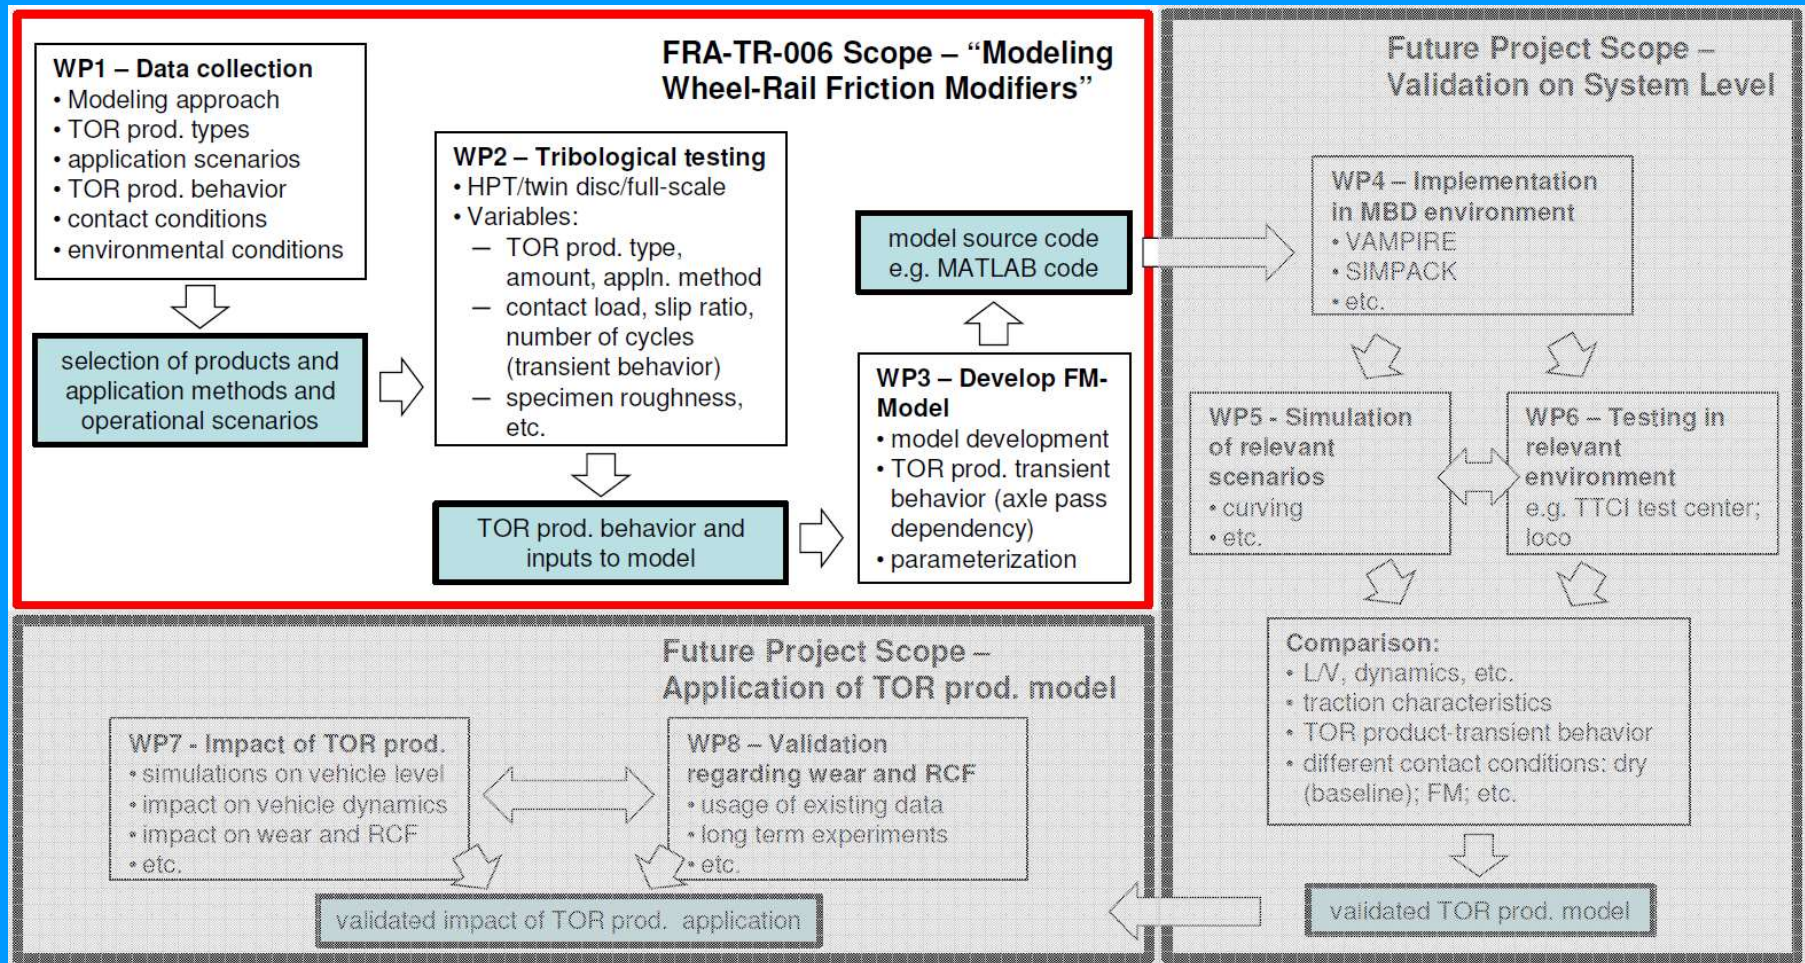 FRA-TR-006 Scope – “Modeling
Wheel-Rail Friction Modifiers”
WP1 – Data collection
• Modeling approach
• TOR prod. types
• application scenarios
• TOR prod. behavior
• contact conditions
• environmental conditions
selection of products and
application methods and
operational scenarios
WP2 – Tribological testing
• HPT/twin disc/full-scale
• Variables:
– TOR prod. type,
amount, appln. method
– contact load, slip ratio,
number of cycles
(transient behavior)
– specimen roughness,
etc.
TOR prod. behavior and
inputs to model
WP3 – Develop FM-
Model
• model development
• TOR prod. transient
behavior (axle pass
dependency)
• parameterization
model source code
e.g. MATLAB code
Future Project Scope –
Validation on System Level
WP4 – Implementation
in MBD environment
• VAMPIRE
• SIMPACK
• etc.
WP5 - Simulation
of relevant
scenarios
• curving
• etc.
WP6 – Testing in
relevant
environment
e.g. TTCI test center;
loco
Comparison:
• L/V, dynamics, etc.
• traction characteristics
• TOR product-transient behavior
• different contact conditions: dry
(baseline); FM; etc.
validated TOR prod. model
Future Project Scope –
Application of TOR prod. model
WP7 - Impact of TOR prod.
• simulations on vehicle level
• impact on vehicle dynamics
• impact on wear and RCF
• etc.
WP8 – Validation
regarding wear and RCF
• usage of existing data
• long term experiments
• etc.
validated impact of TOR prod. application